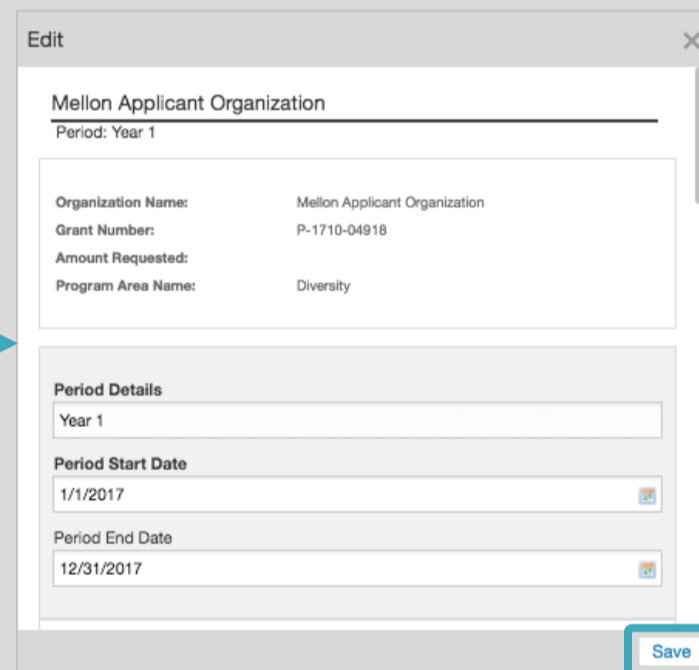 Edit
Mellon Applicant Organization
Period: Year 1
Organization Name: Mellon Applicant Organization
Grant Number: P-1710-04918
Amount Requested:
Program Area Name: Diversity
Period Details
Year 1
Period Start Date
1/1/2017
Period End Date
12/31/2017
Save